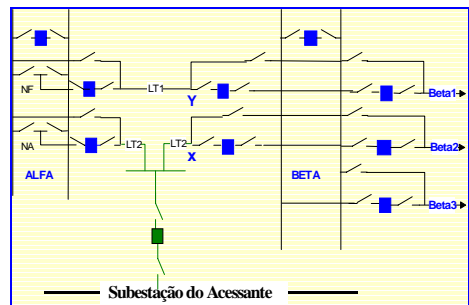 NF
LT1
Y
Beta1
NA
LT2
LT2
X
Beta2
ALFA
BETA
Beta3
Subestação do Acessante